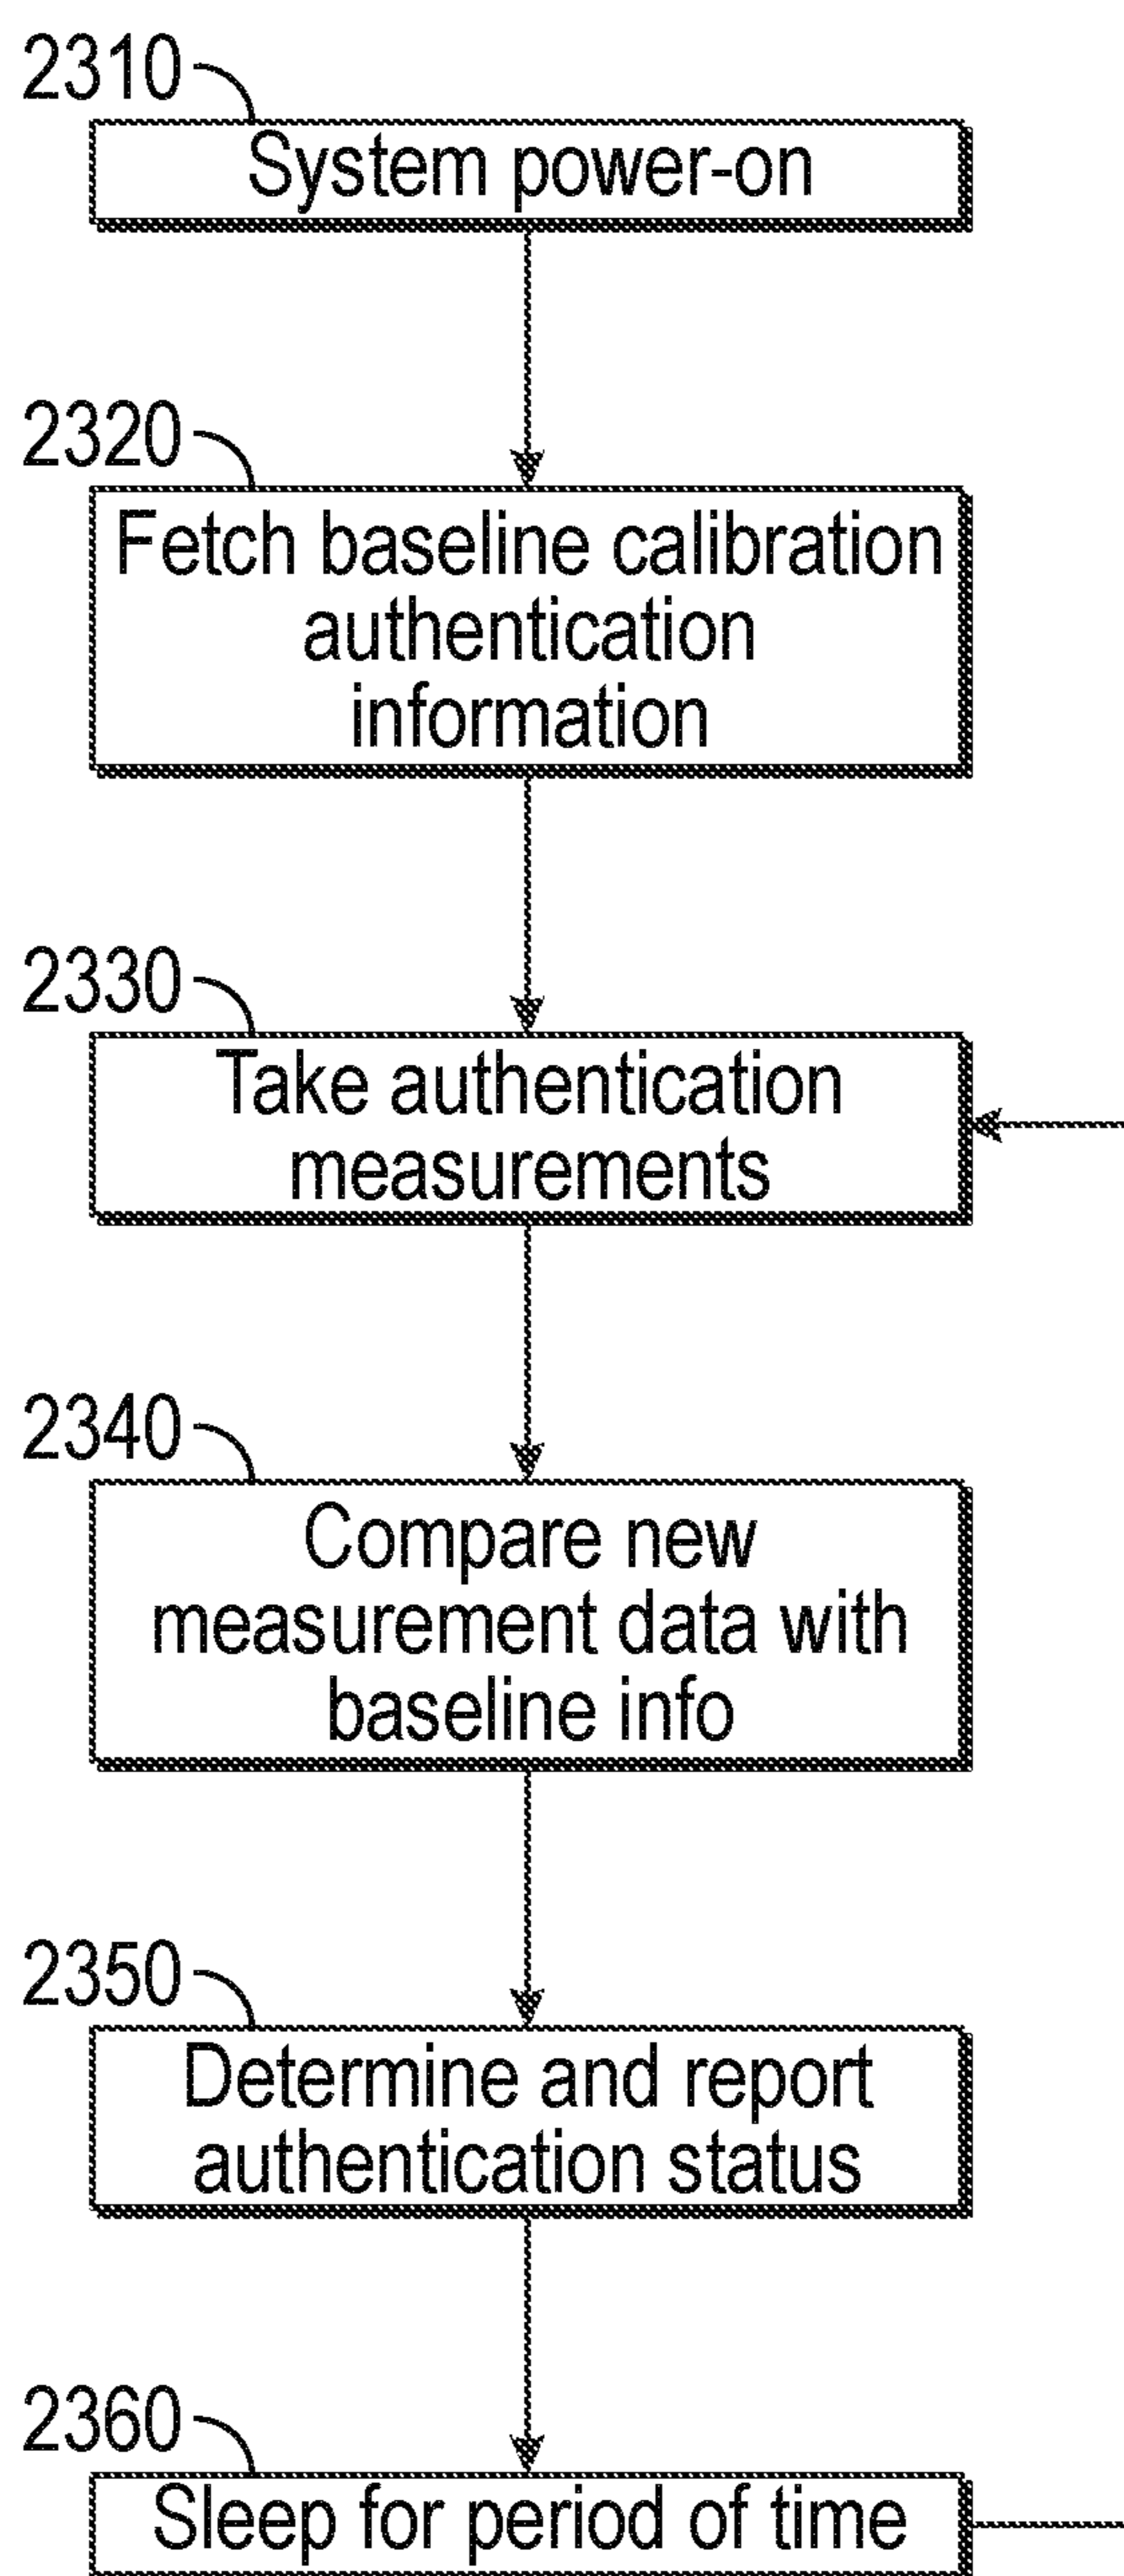 2310
System power-on
2320
Fetch baseline calibration
authentication
information
2330
Take authentication
measurements
2340
Compare new
measurement data with
baseline info
2350
Determine and report
authentication status
2360
Sleep for period of time